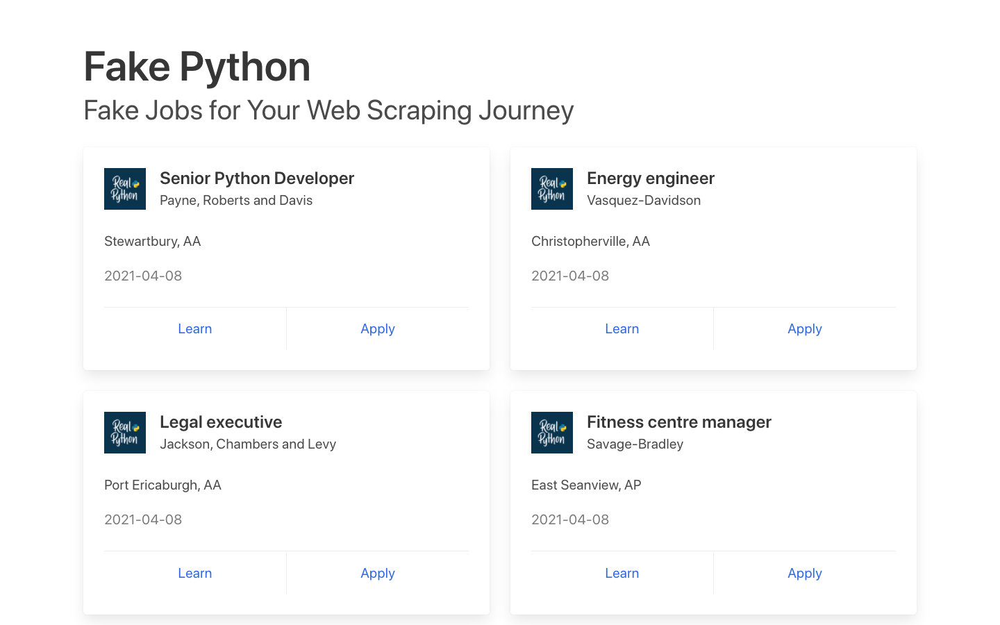 Fake Python
Fake Jobs for Your Web Scraping Journey
Real
Python
Senior Python Developer
Payne, Roberts and Davis
Stewartbury, AA
2021-04-08
Learn
Apply
Real
Python
Energy engineer
Vasquez-Davidson
Christopherville, AA
2021-04-08
Learn
Apply
Real
Python
Legal executive
Jackson, Chambers and Levy
Port Ericaburgh, AA
2021-04-08
Learn
Apply
Real
Python
Fitness centre manager
Savage-Bradley
East Seanview, AP
2021-04-08
Learn
Apply